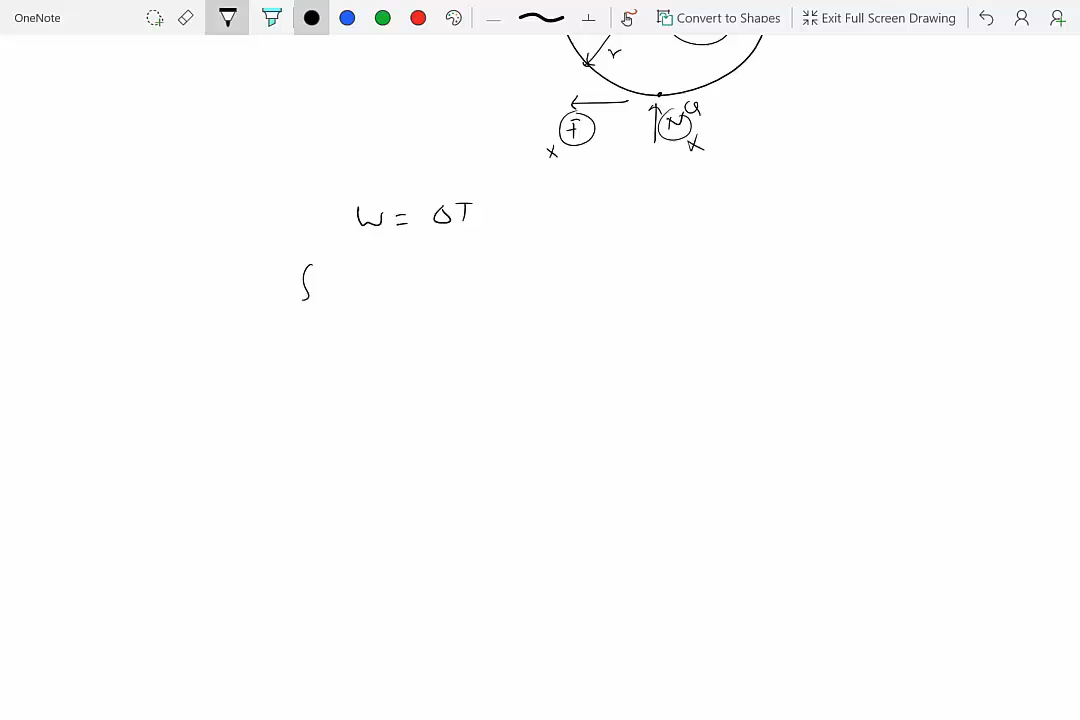 OneNote
Convert to Shapes
Exit Full Screen Drawing
r
F
N
x
W = ΔT
∫